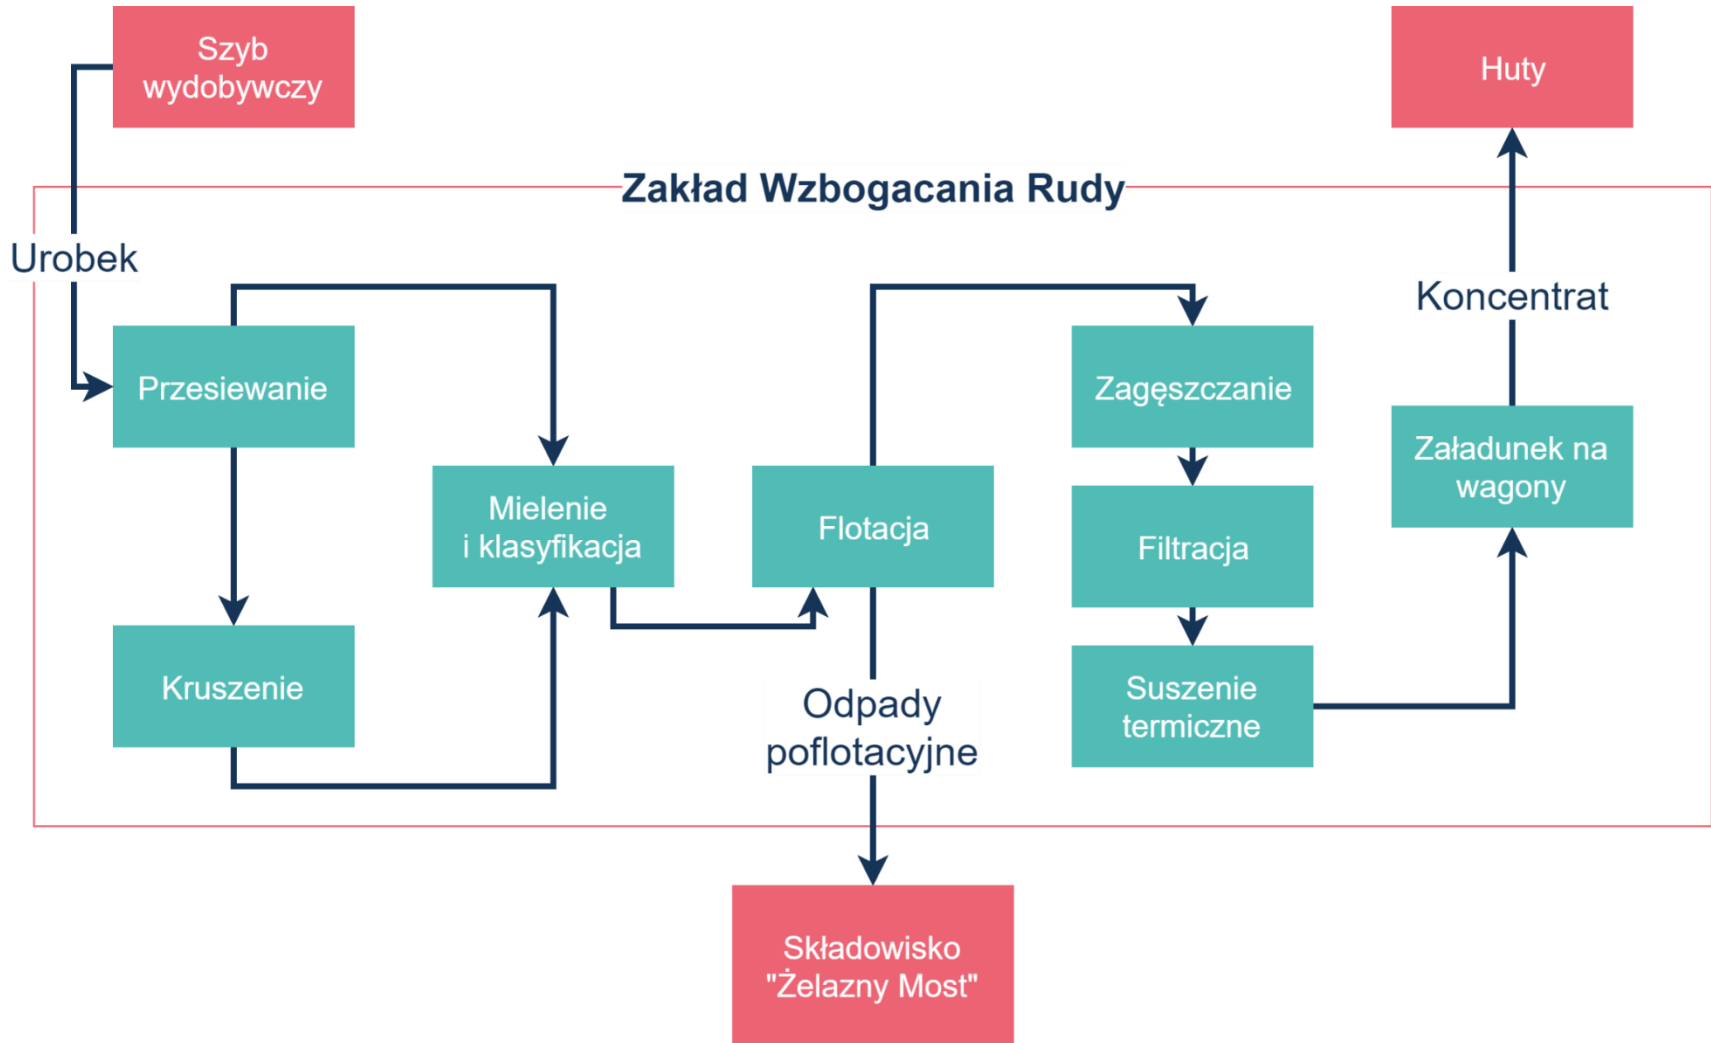 Szyb
wydobywczy
Huty
Zakład Wzbogacania Rudy
Urobek
Koncentrat
Przesiewanie
Zagęszczanie
Załadunek na
wagony
Mielenie
i klasyfikacja
Flotacja
Filtracja
Kruszenie
Suszenie
termiczne
Odpady
poflotacyjne
Składowisko
"Żelazny Most"